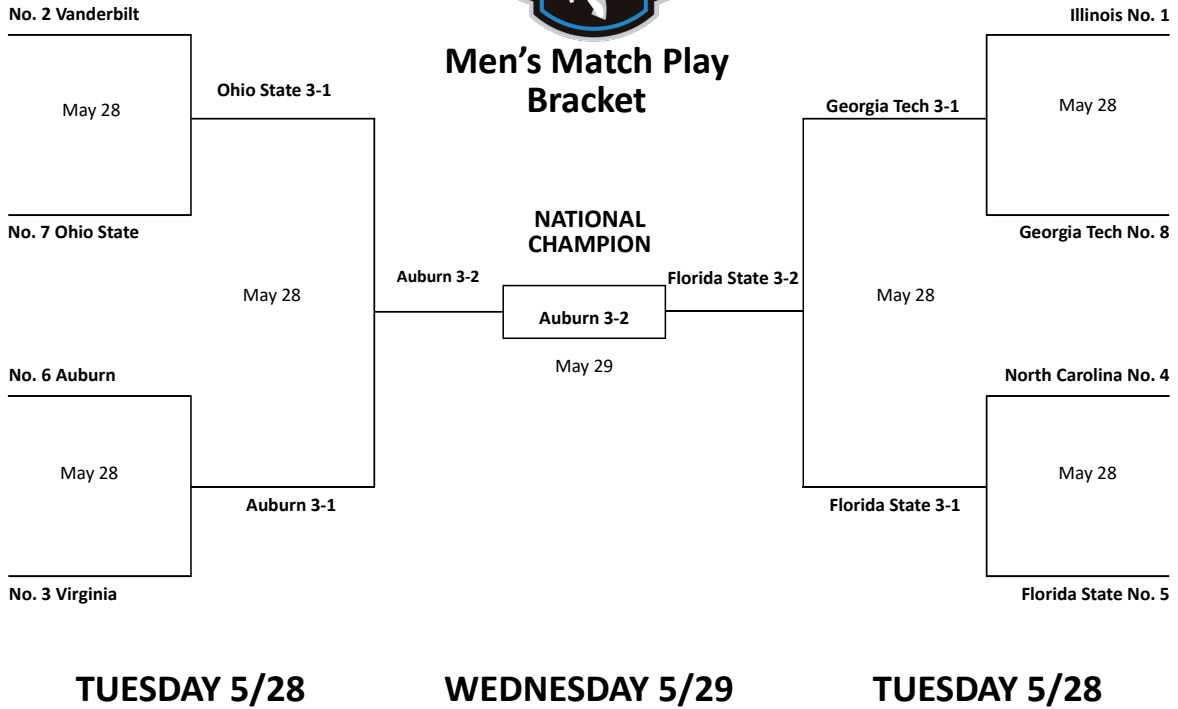 No. 2 Vanderbilt
Illinois No. 1
Men’s Match Play
Bracket
May 28
Ohio State 3-1
Georgia Tech 3-1
May 28
No. 7 Ohio State
NATIONAL
CHAMPION
Georgia Tech No. 8
May 28
Auburn 3-2
Auburn 3-2
Florida State 3-2
May 28
May 29
No. 6 Auburn
North Carolina No. 4
May 28
May 28
Auburn 3-1
Florida State 3-1
No. 3 Virginia
Florida State No. 5
TUESDAY 5/28
WEDNESDAY 5/29
TUESDAY 5/28